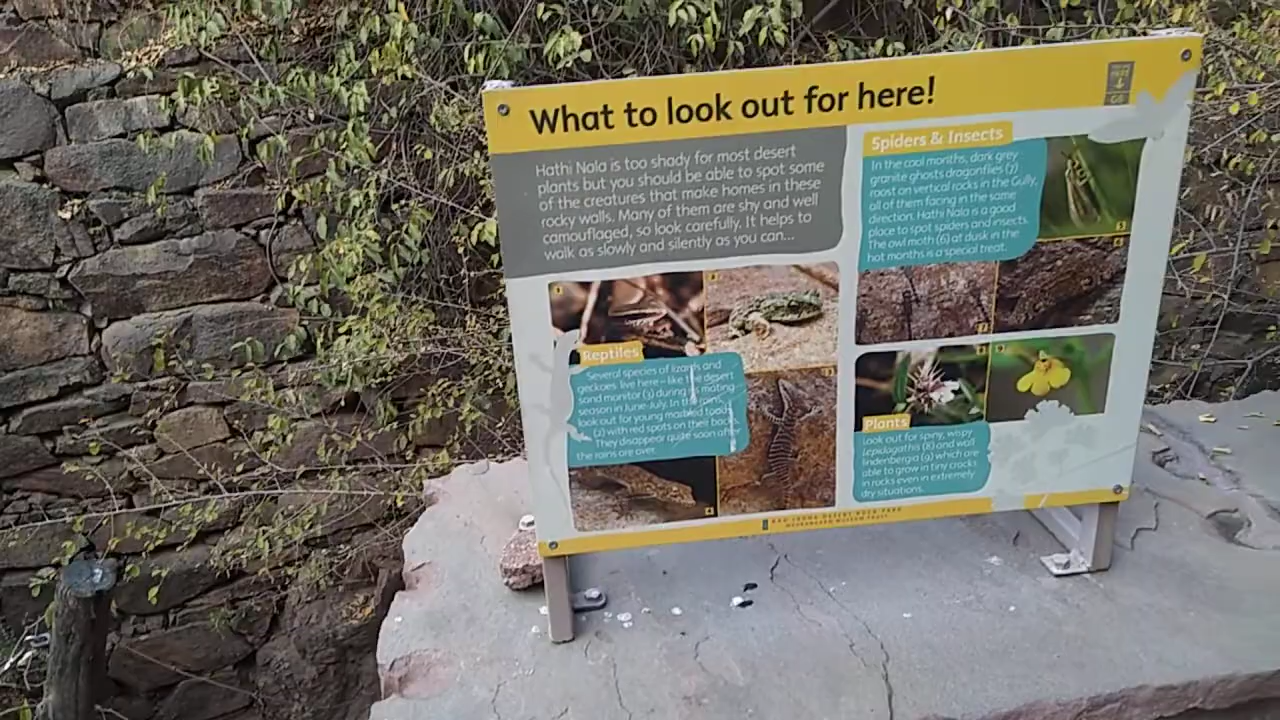 What to look out for here!
Hathi Nala is too shady for most desert
plants but you should be able to spot some
of the creatures that make homes in these
rocky walls. Many of them are shy and well
camouflaged, so look carefully. It helps to
walk as slowly and silently as you can...
Reptiles
Several species of lizards and
geckoes live here – like the desert
sand monitor (3) during its mating
season in June-July. In the rains,
look out for young marbled toads
(2) with red spots on their backs.
They disappear quite soon after
the rains are over.
Spiders & Insects
In the cool months, dark grey
granite ghosts dragonflies (7)
roost on vertical rocks in the Gully,
all of them facing in the same
direction. Hathi Nala is a good
place to spot spiders and insects.
The owl moth (6) at dusk in the
hot months is a special treat.
Plants
Look out for spiny, wispy
Lepidagathis (8) and wall
lindenbergia (9) which are
able to grow in tiny cracks
in rocks even in extremely
dry situations.
RAO JODHA DESERT ROCK PARK
MEHRANGARH MUSEUM TRUST